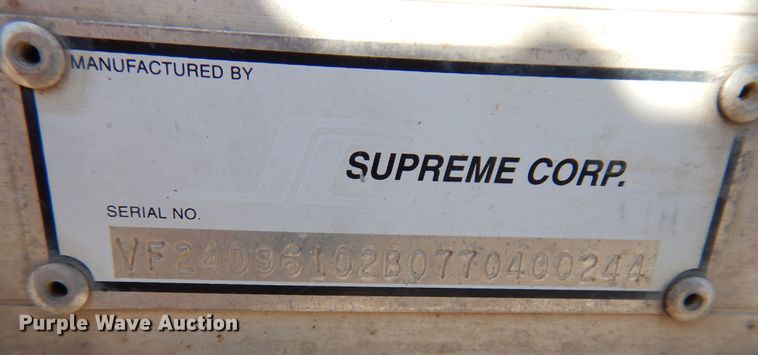 MANUFACTURED BY
SUPREME CORP.
SERIAL NO.
VF24096102B0770400244
Purple Wave Auction